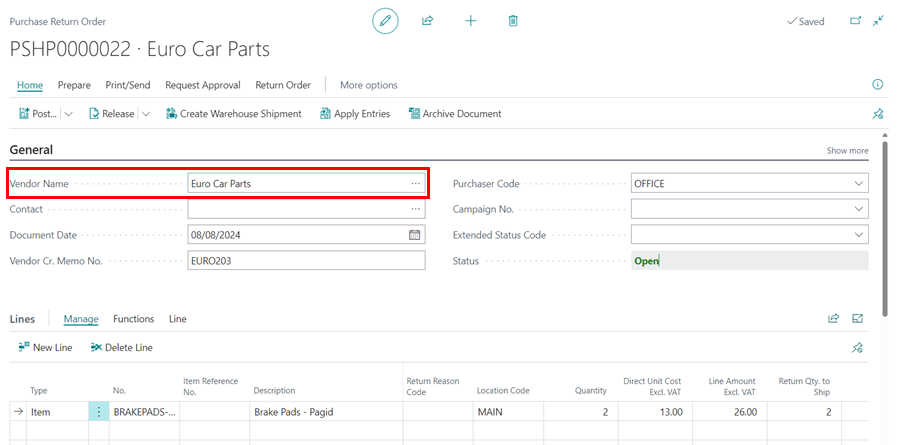 Purchase Return Order
Saved
PSHP0000022 · Euro Car Parts
Home Prepare Print/Send Request Approval Return Order More options
Post... Release Create Warehouse Shipment Apply Entries Archive Document
General
Show more
Vendor Name Euro Car Parts
Purchaser Code OFFICE
Contact
Campaign No.
Document Date 08/08/2024
Extended Status Code
Vendor Cr. Memo No. EURO203
Status Open
Lines Manage Functions Line
New Line Delete Line
Type No. Item Reference No. Description Return Reason Code Location Code Quantity Direct Unit Cost Excl. VAT Line Amount Excl. VAT Return Qty. to Ship
Item BRAKEPADS-... Brake Pads - Pagid MAIN 2 13.00 26.00 2